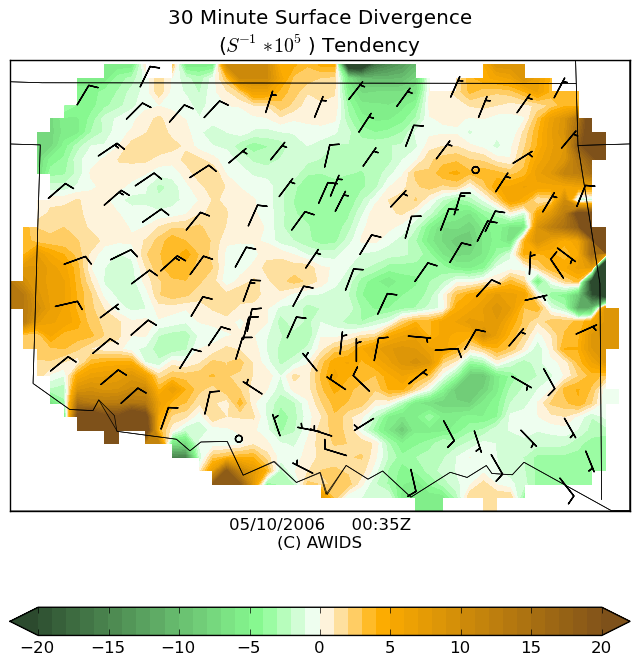 30 Minute Surface Divergence
(S⁻¹ *10⁵ ) Tendency
05/10/2006 00:35Z
(C) AWIDS
−20 −15 −10 −5 0 5 10 15 20